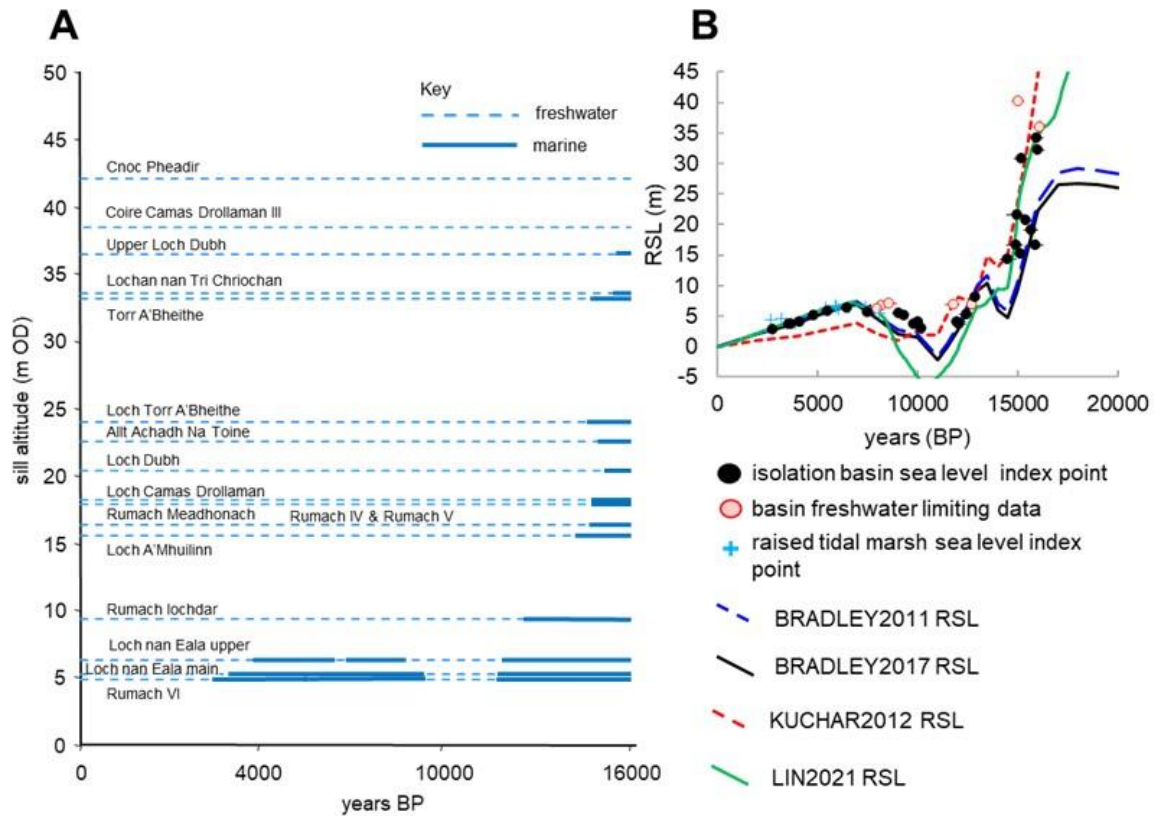 A
50
45
40
35
30
25
20
15
10
5
0
sill altitude (m OD)
Key
freshwater
marine
Cnoc Pheadir
Coire Camas Drollaman III
Upper Loch Dubh
Lochan nan Tri Chriochan
Torr A'Bheithe
Loch Torr A'Bheithe
Allt Achadh Na Toine
Loch Dubh
Loch Camas Drollaman
Rumach Meadhonach
Rumach IV & Rumach V
Loch A'Mhuilinn
Rumach Iochdar
Loch nan Eala upper
Loch nan Eala main
Rumach VI
0
4000
10000
16000
years BP
B
45
40
35
30
25
20
15
10
5
0
-5
RSL (m)
0
5000
10000
15000
20000
years (BP)
isolation basin sea level index point
basin freshwater limiting data
raised tidal marsh sea level index
point
BRADLEY2011 RSL
BRADLEY2017 RSL
KUCHAR2012 RSL
LIN2021 RSL